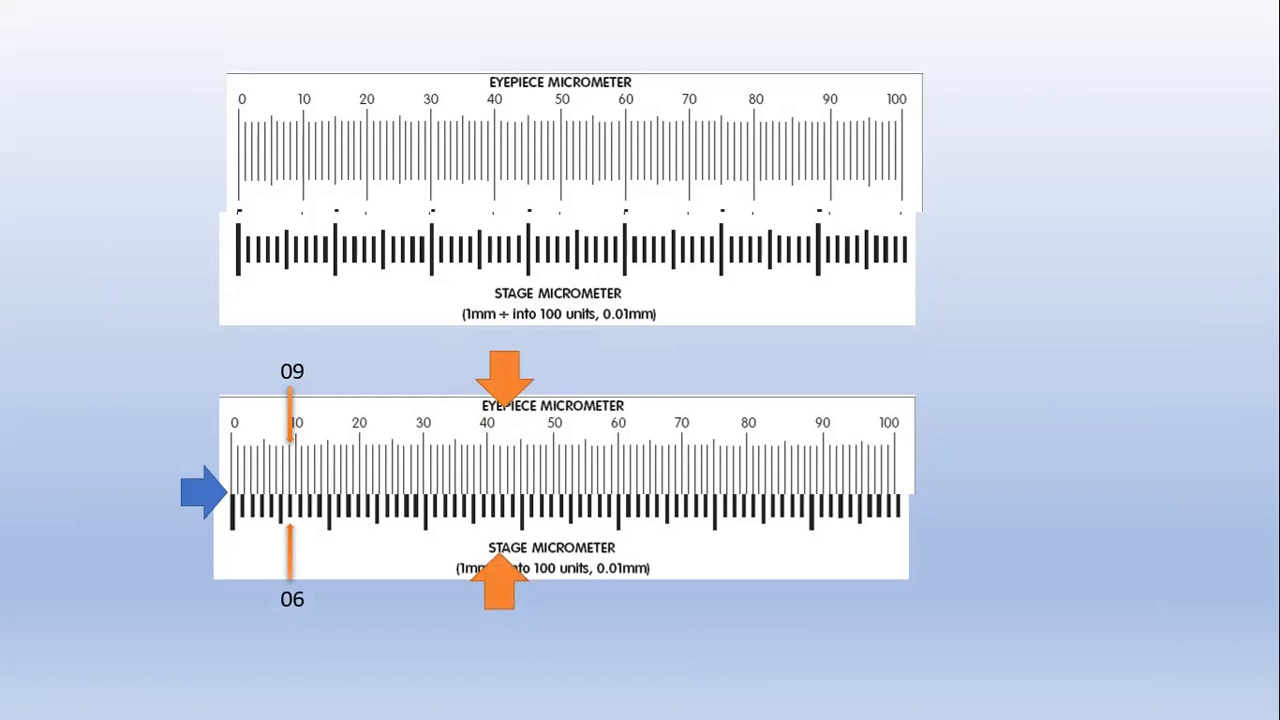 EYEPIECE MICROMETER
0 10 20 30 40 50 60 70 80 90 100
STAGE MICROMETER
(1mm ÷ into 100 units, 0.01mm)
09
EYEPIECE MICROMETER
0 10 20 30 40 50 60 70 80 90 100
STAGE MICROMETER
(1mm into 100 units, 0.01mm)
06